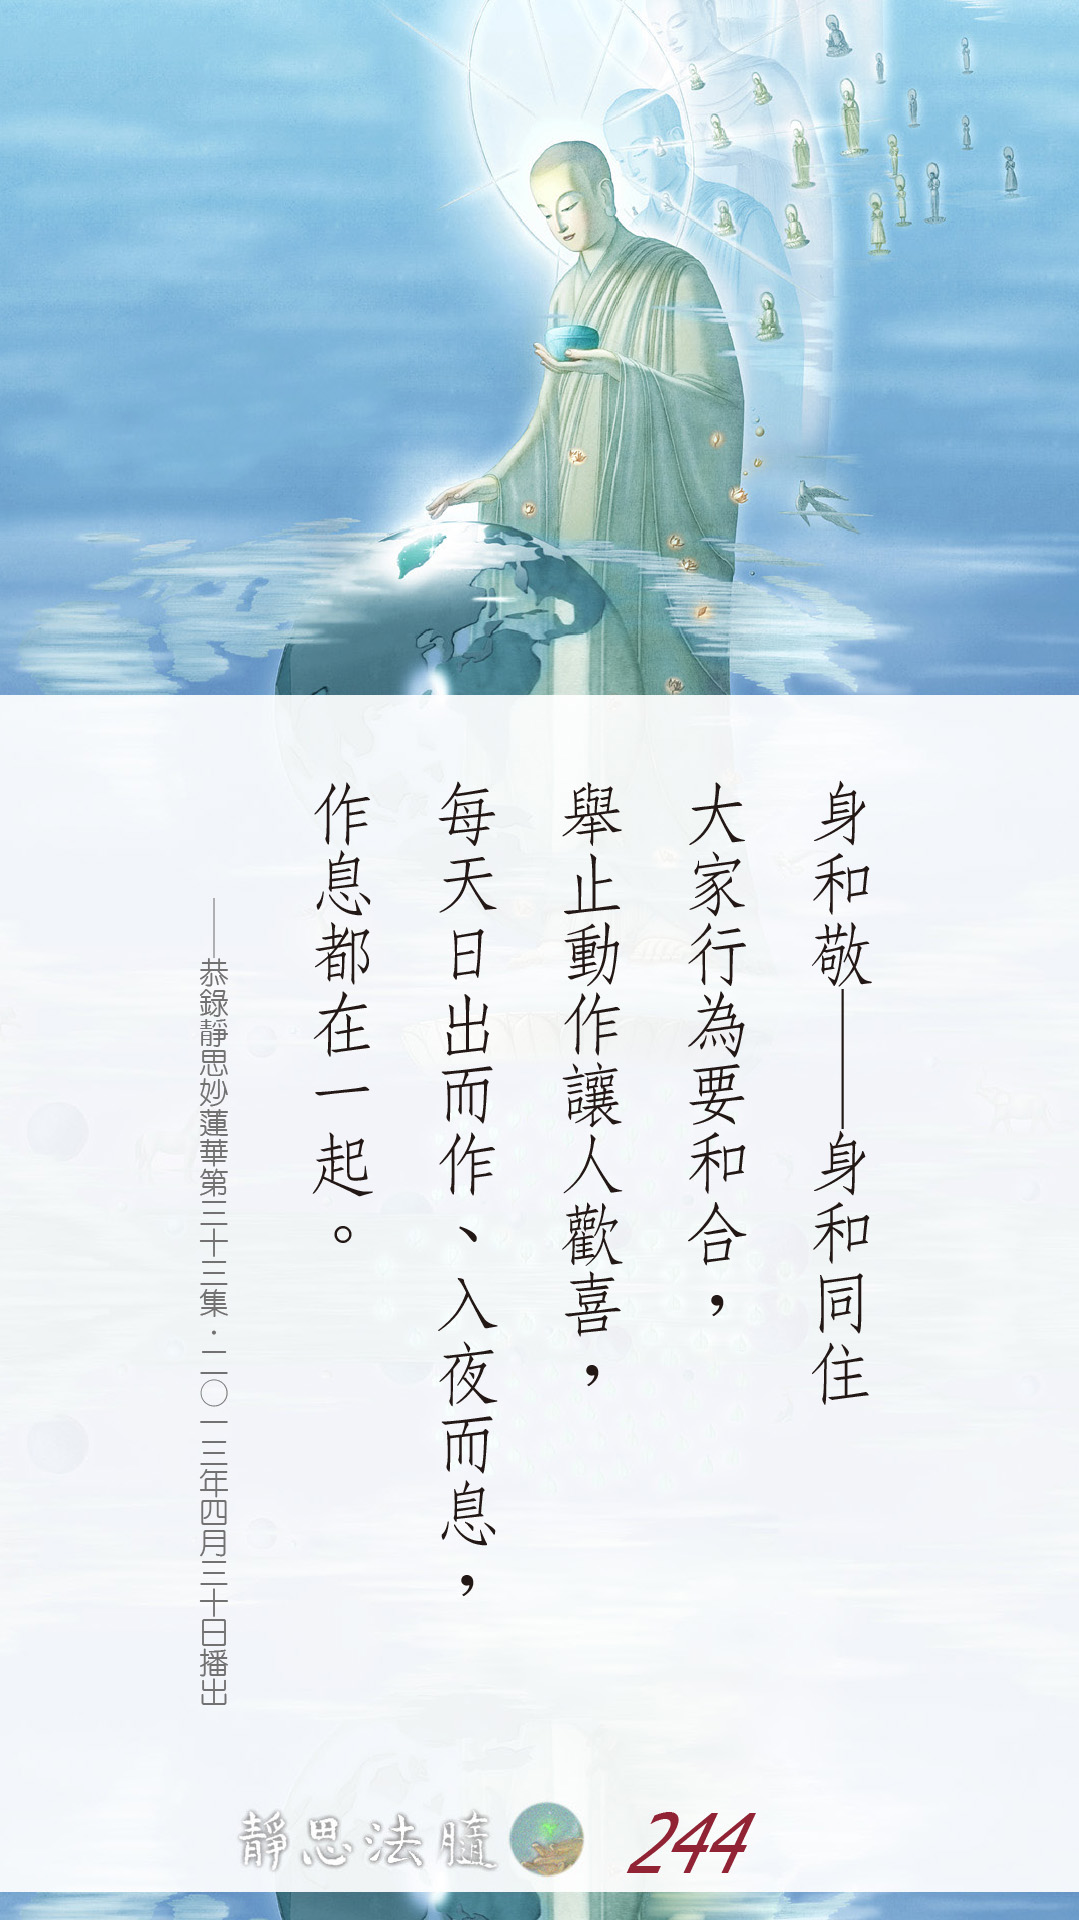 身和敬——身和同住
大家行為要和合，
舉止動作讓人歡喜，
每天日出而作、入夜而息，
作息都在一起。
——恭錄靜思妙蓮華第三十三集·二〇一三年四月三十日播出
靜思法髓 244